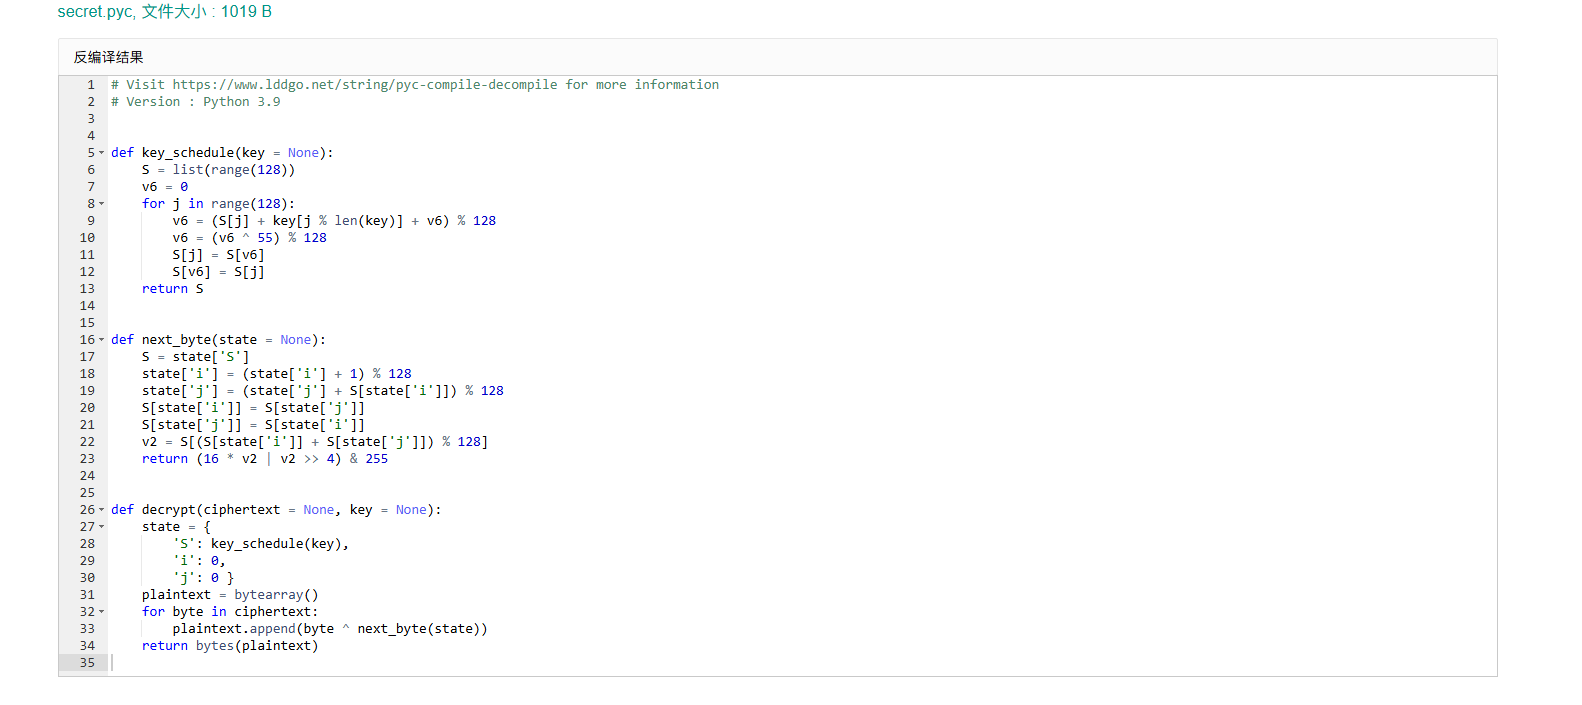 secret.pyc, 文件大小 : 1019 B
反编译结果
1 # Visit https://www.lddgo.net/string/pyc-compile-decompile for more information
2 # Version : Python 3.9
3
4
5 def key_schedule(key = None):
6     S = list(range(128))
7     v6 = 0
8     for j in range(128):
9         v6 = (S[j] + key[j % len(key)] + v6) % 128
10         v6 = (v6 ^ 55) % 128
11         S[j] = S[v6]
12         S[v6] = S[j]
13     return S
14
15
16 def next_byte(state = None):
17     S = state['S']
18     state['i'] = (state['i'] + 1) % 128
19     state['j'] = (state['j'] + S[state['i']]) % 128
20     S[state['i']] = S[state['j']]
21     S[state['j']] = S[state['i']]
22     v2 = S[(S[state['i']] + S[state['j']]) % 128]
23     return (16 * v2 | v2 >> 4) & 255
24
25
26 def decrypt(ciphertext = None, key = None):
27     state = {
28         'S': key_schedule(key),
29         'i': 0,
30         'j': 0 }
31     plaintext = bytearray()
32     for byte in ciphertext:
33         plaintext.append(byte ^ next_byte(state))
34     return bytes(plaintext)
35